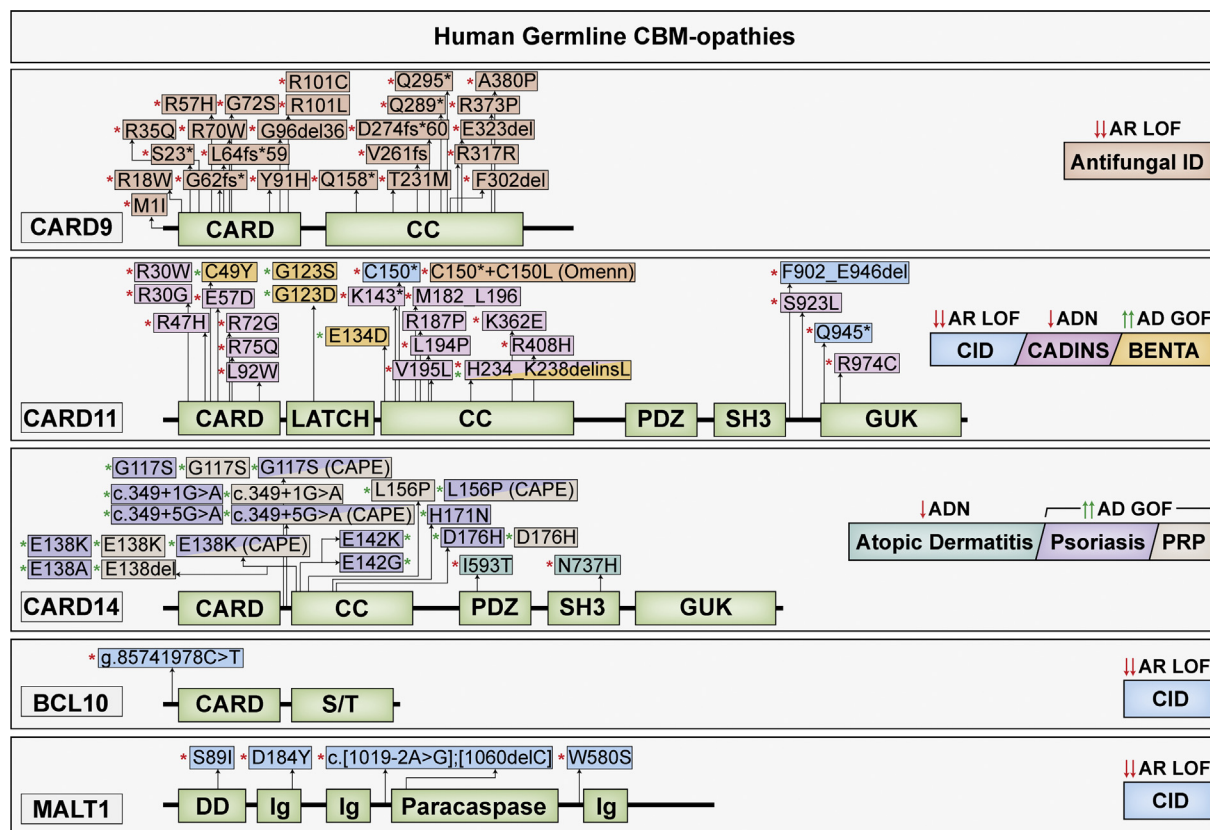 Human Germline CBM-opathies
*R101C *Q295* *A380P
*R57H *G72S *R101L *Q289* *R373P
*R35Q *R70W *G96del36 *D274fs*60 *E323del
↓↓AR LOF
*S23* *L64fs*59 *V261fs *R317R
Antifungal ID
*R18W *G62fs* *Y91H *Q158* *T231M *F302del
*M1I
CARD9 CARD CC
*R30W *C49Y *G123S *C150* *C150*+C150L (Omenn) *F902_E946del
*R30G *E57D *G123D *K143* *M182_L196 *S923L
*R47H *R72G *E134D *R187P *K362E *Q945*
↓↓AR LOF ↓ADN ↑↑AD GOF
*R75Q *L194P *R408H *R974C
CID CADINS BENTA
*L92W *V195L **H234_K238delinsL
CARD11 CARD LATCH CC PDZ SH3 GUK
*G117S *G117S *G117S (CAPE)
*c.349+1G>A *c.349+1G>A *L156P *L156P (CAPE)
*c.349+5G>A *c.349+5G>A (CAPE) *H171N
↓ADN ↑↑AD GOF
*E138K *E138K *E138K (CAPE) E142K* *D176H *D176H
Atopic Dermatitis Psoriasis PRP
*E138A *E138del E142G* *I593T *N737H
CARD14 CARD CC PDZ SH3 GUK
*g.85741978C>T
↓↓AR LOF
BCL10 CARD S/T CID
*S89I *D184Y *c.[1019-2A>G];[1060delC] *W580S
↓↓AR LOF
MALT1 DD Ig Ig Paracaspase Ig CID